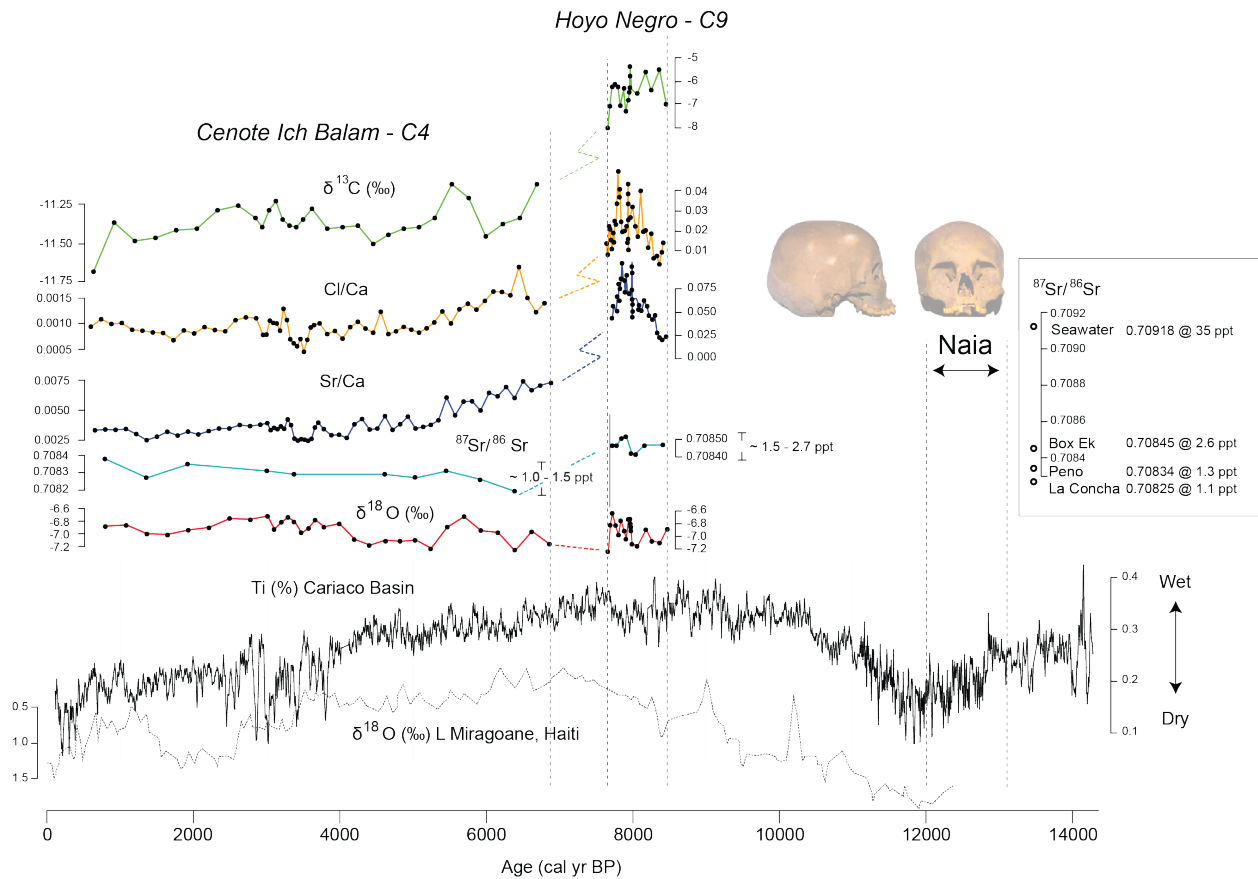 Hoyo Negro - C9
-5
-6
-7
-8
Cenote Ich Balam - C4
δ 13C (‰)
-11.25
-11.50
-11.75
0.04
0.03
0.02
0.01
Cl/Ca
0.0015
0.0010
0.0005
0.075
0.050
0.025
0.000
Sr/Ca
0.0075
0.0050
0.0025
87Sr/86 Sr
0.7084
0.7083
0.7082
~ 1.0 - 1.5 ppt
0.70850
0.70840
~ 1.5 - 2.7 ppt
δ18O (‰)
-6.6
-6.8
-7.0
-7.2
-6.6
-6.8
-7.0
-7.2
Naia
87Sr/86Sr
0.7092
Seawater 0.70918 @ 35 ppt
0.7090
0.7088
0.7086
Box Ek 0.70845 @ 2.6 ppt
0.7084
Peno 0.70834 @ 1.3 ppt
La Concha 0.70825 @ 1.1 ppt
Ti (%) Cariaco Basin
0.4
0.3
0.2
0.1
Wet
Dry
0.5
1.0
1.5
δ18O (‰) L Miragoane, Haiti
0 2000 4000 6000 8000 10000 12000 14000
Age (cal yr BP)